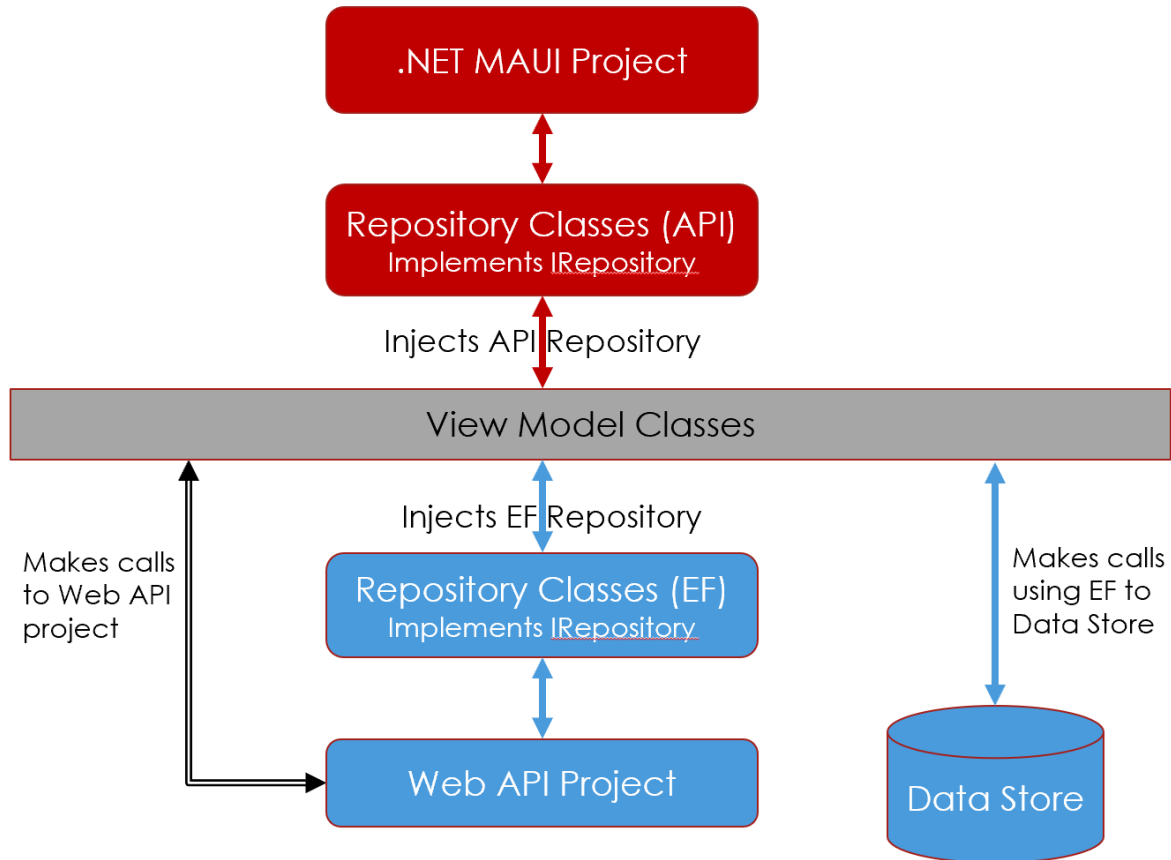 .NET MAUI Project
Repository Classes (API)
Implements IRepository
Injects API Repository
View Model Classes
Injects EF Repository
Makes calls
to Web API
project
Repository Classes (EF)
Implements IRepository
Makes calls
using EF to
Data Store
Web API Project
Data Store